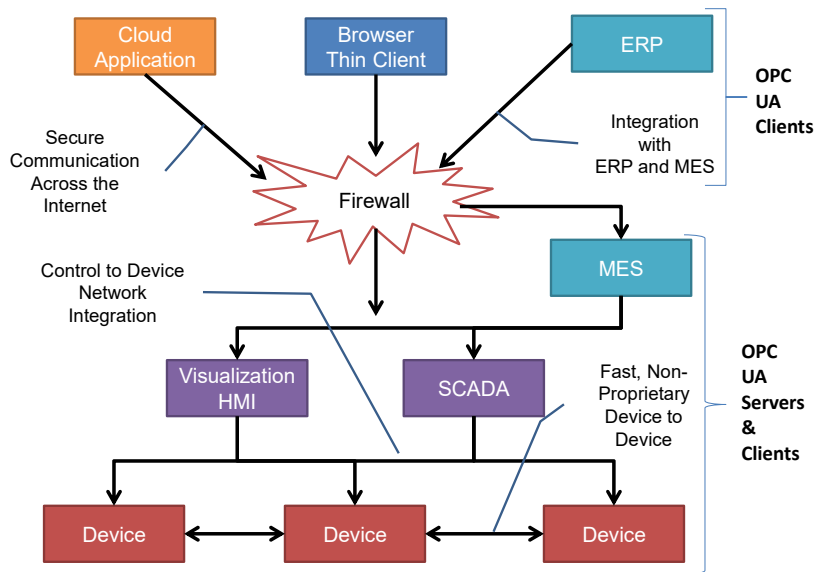 Cloud
Application
Browser
Thin Client
ERP
OPC
UA
Clients
Secure
Communication
Across the
Internet
Integration
with
ERP and MES
Firewall
MES
Control to Device
Network
Integration
Visualization
HMI
SCADA
Fast, Non-
Proprietary
Device to
Device
OPC
UA
Servers
&
Clients
Device
Device
Device